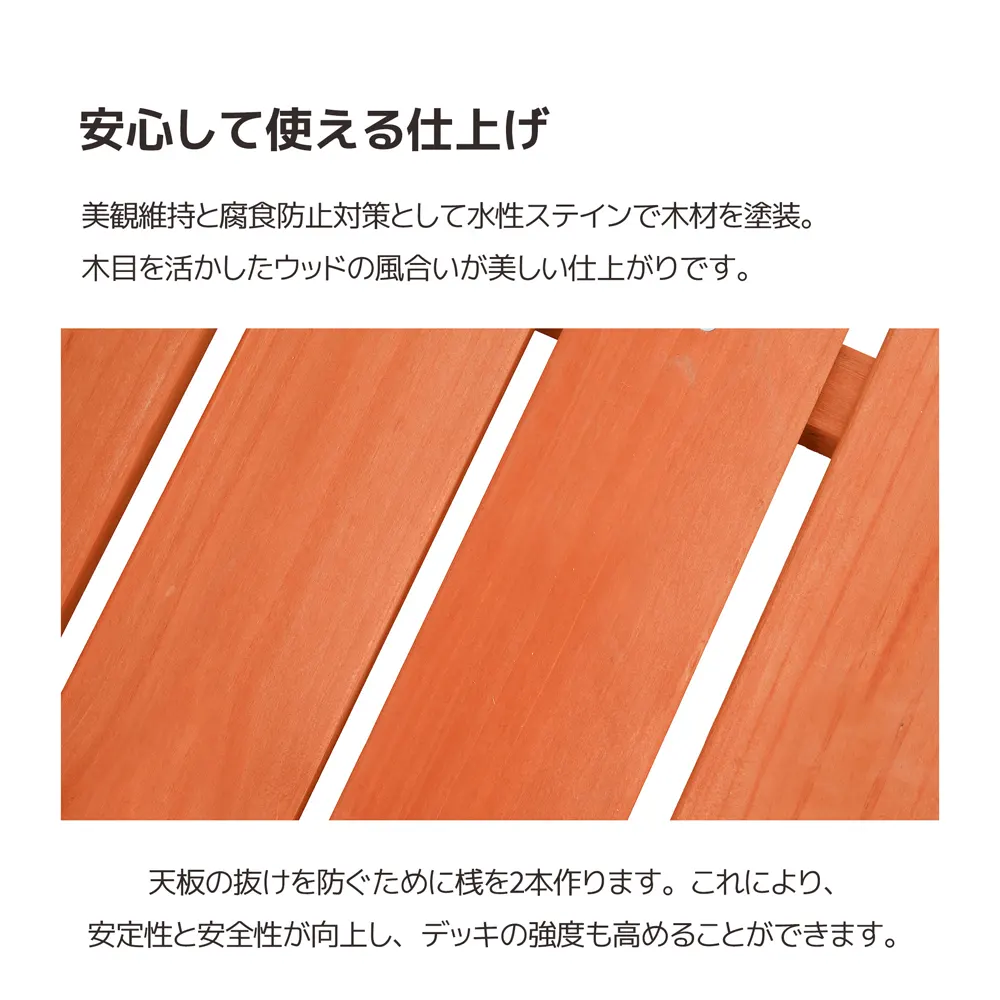 安心して使える仕上げ
美観維持と腐食防止対策として水性ステインで木材を塗装。
木目を活かしたウッドの風合いが美しい仕上がりです。
天板の抜けを防ぐために桟を2本作ります。これにより、
安定性と安全性が向上し、デッキの強度も高めることができます。